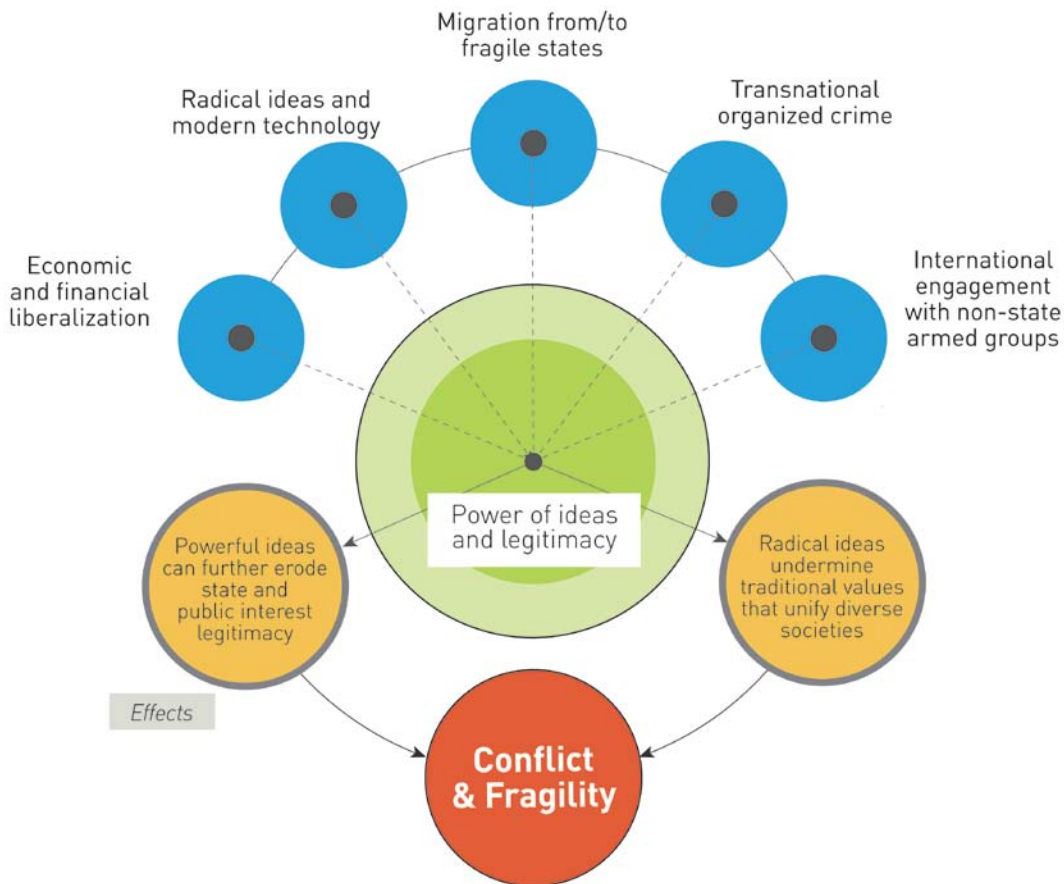 Migration from/to
fragile states
Radical ideas and
modern technology
Transnational
organized crime
Economic
and financial
liberalization
International
engagement
with non-state
armed groups
Power of ideas
and legitimacy
Powerful ideas
can further erode
state and
public interest
legitimacy
Radical ideas
undermine
traditional values
that unify diverse
societies
Effects
Conflict
& Fragility